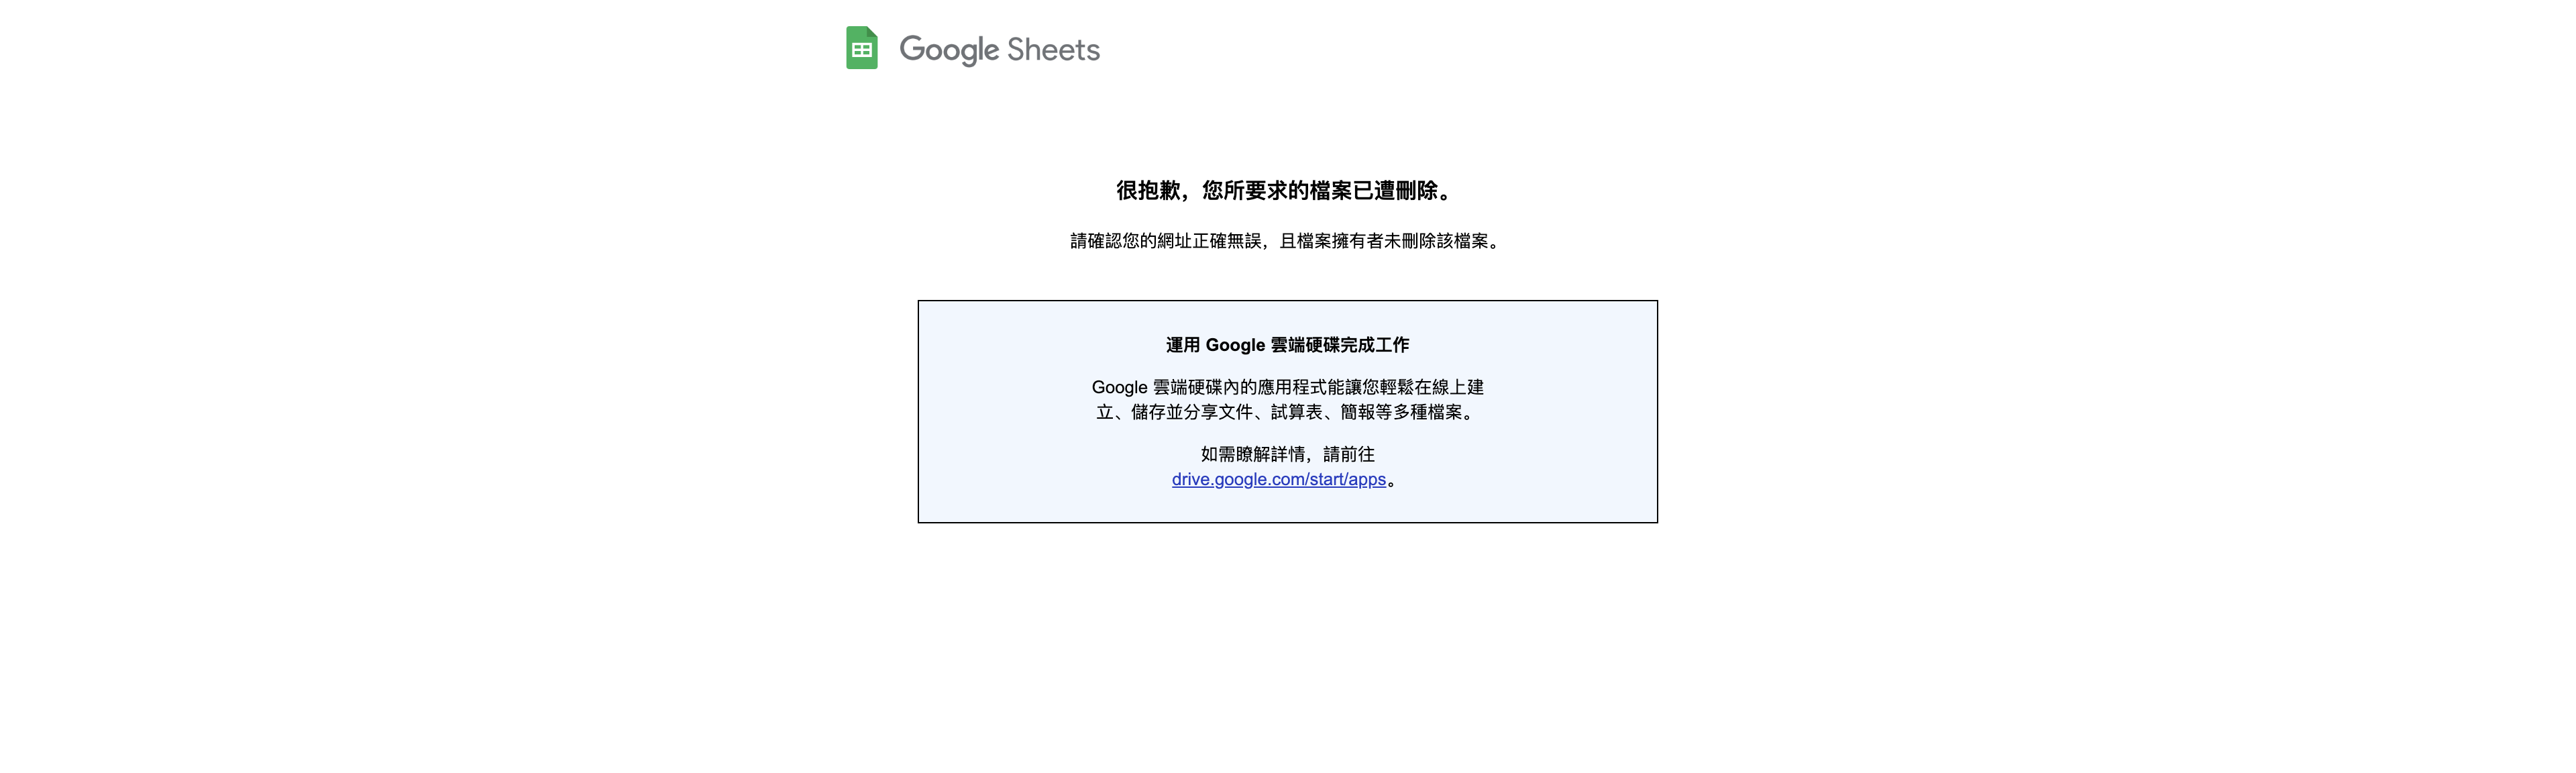 Google Sheets
很抱歉，您所要求的檔案已遭刪除。
請確認您的網址正確無誤，且檔案擁有者未刪除該檔案。
運用 Google 雲端硬碟完成工作
Google 雲端硬碟內的應用程式能讓您輕鬆在線上建
立、儲存並分享文件、試算表、簡報等多種檔案。
如需瞭解詳情，請前往
drive.google.com/start/apps。